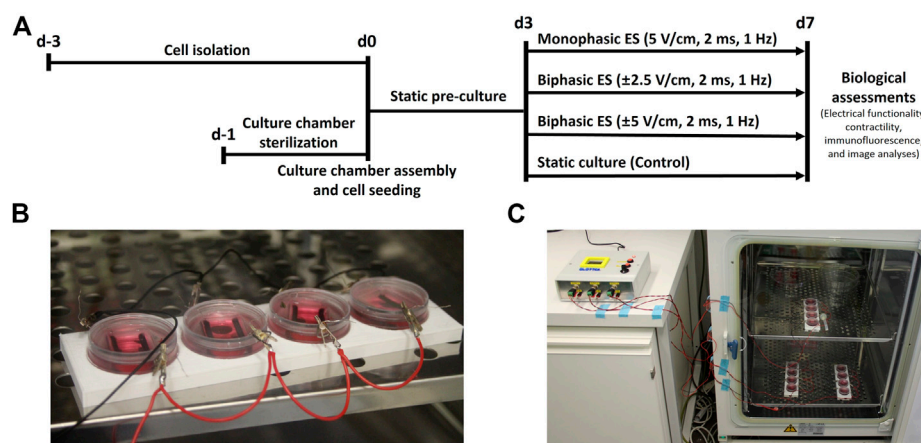 A
d-3
d0
d3
d7
Cell isolation
Monophasic ES (5 V/cm, 2 ms, 1 Hz)
Static pre-culture
Biphasic ES (±2.5 V/cm, 2 ms, 1 Hz)
d-1
Culture chamber
sterilization
Biphasic ES (±5 V/cm, 2 ms, 1 Hz)
Culture chamber assembly
and cell seeding
Static culture (Control)
Biological
assessments
(Electrical functionality
contractility,
immunofluorescence,
and image analyses)
B
C